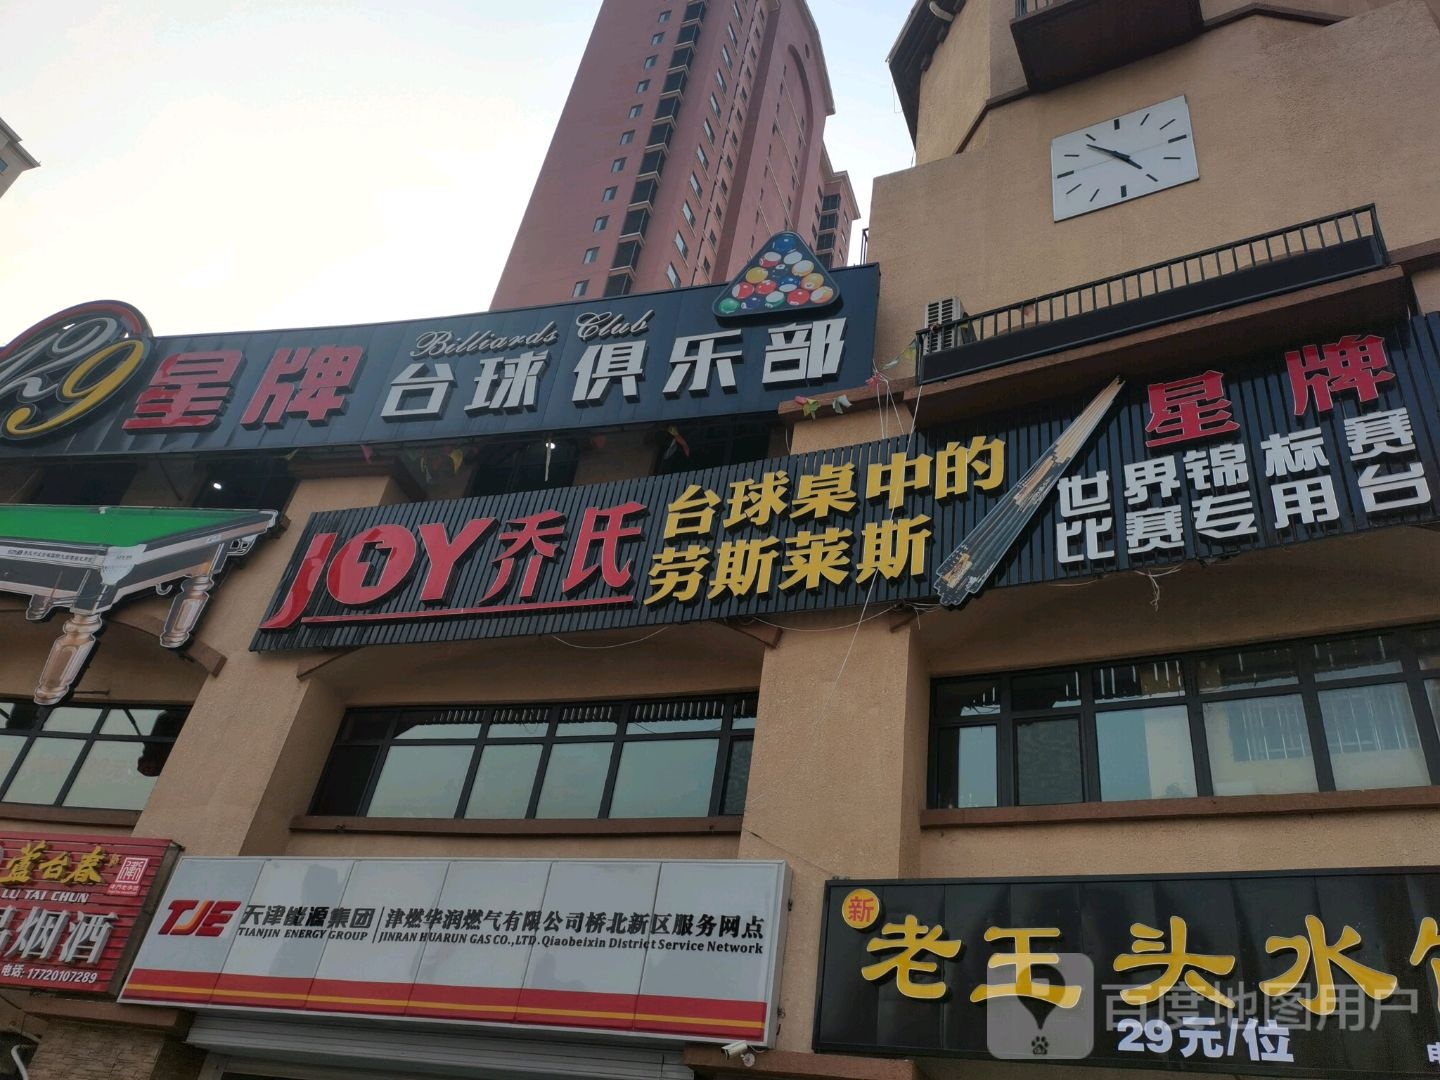 129 星牌 Billiards Club 台球俱乐部
JOY乔氏 台球桌中的
劳斯莱斯
星牌
世界锦标赛
比赛专用台
蘆台春
LU TAI CHUN
烟酒
电话: 17720107289
TJE 天津能源集团 津燃华润燃气有限公司桥北新区服务网点
TIANJIN ENERGY GROUP JINRAN HUARUN GAS CO.,LTD. Qiaobeixin District Service Network
新 老王头水
29元/位
百度地图用户